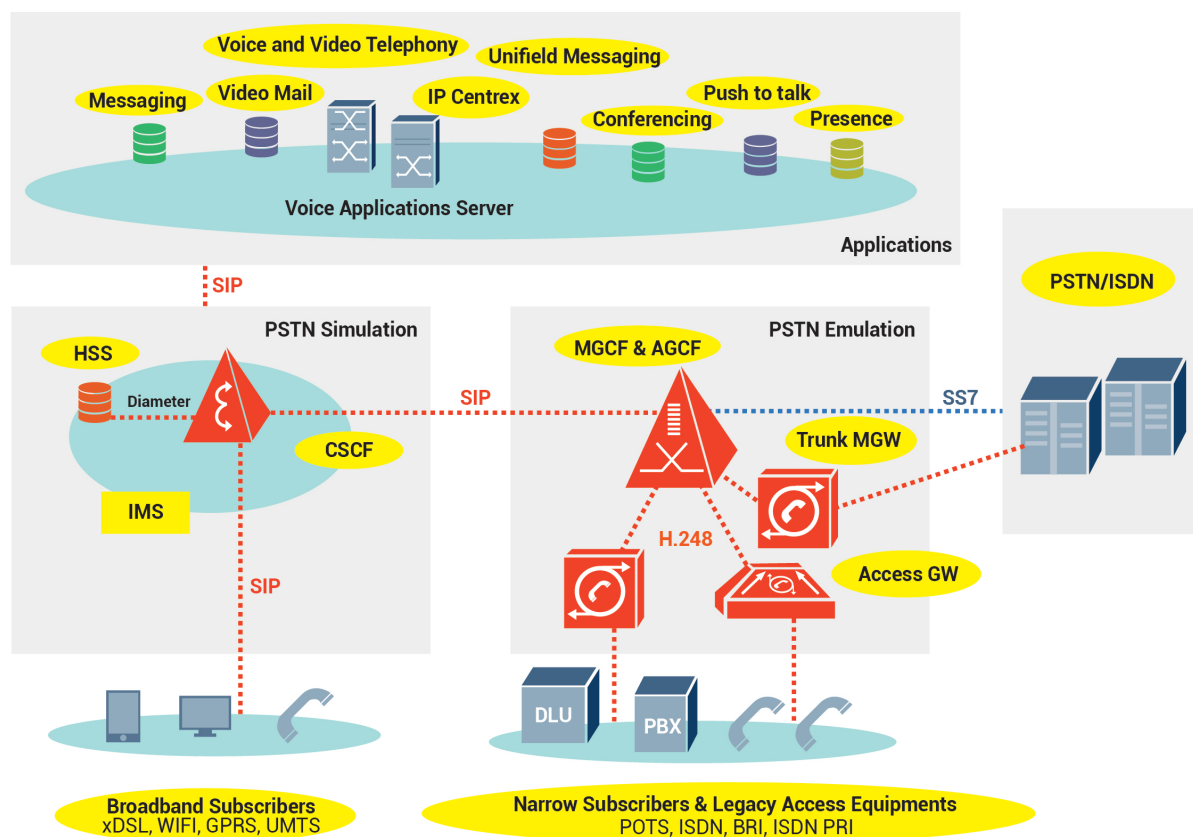 Voice and Video Telephony
Unifield Messaging
Messaging
Video Mail
IP Centrex
Push to talk
Conferencing
Presence
Voice Applications Server
Applications
SIP
PSTN/ISDN
PSTN Simulation
PSTN Emulation
HSS
MGCF & AGCF
Diameter
SIP
SS7
CSCF
Trunk MGW
IMS
H.248
SIP
Access GW
DLU
PBX
Broadband Subscribers
xDSL, WIFI, GPRS, UMTS
Narrow Subscribers & Legacy Access Equipments
POTS, ISDN, BRI, ISDN PRI